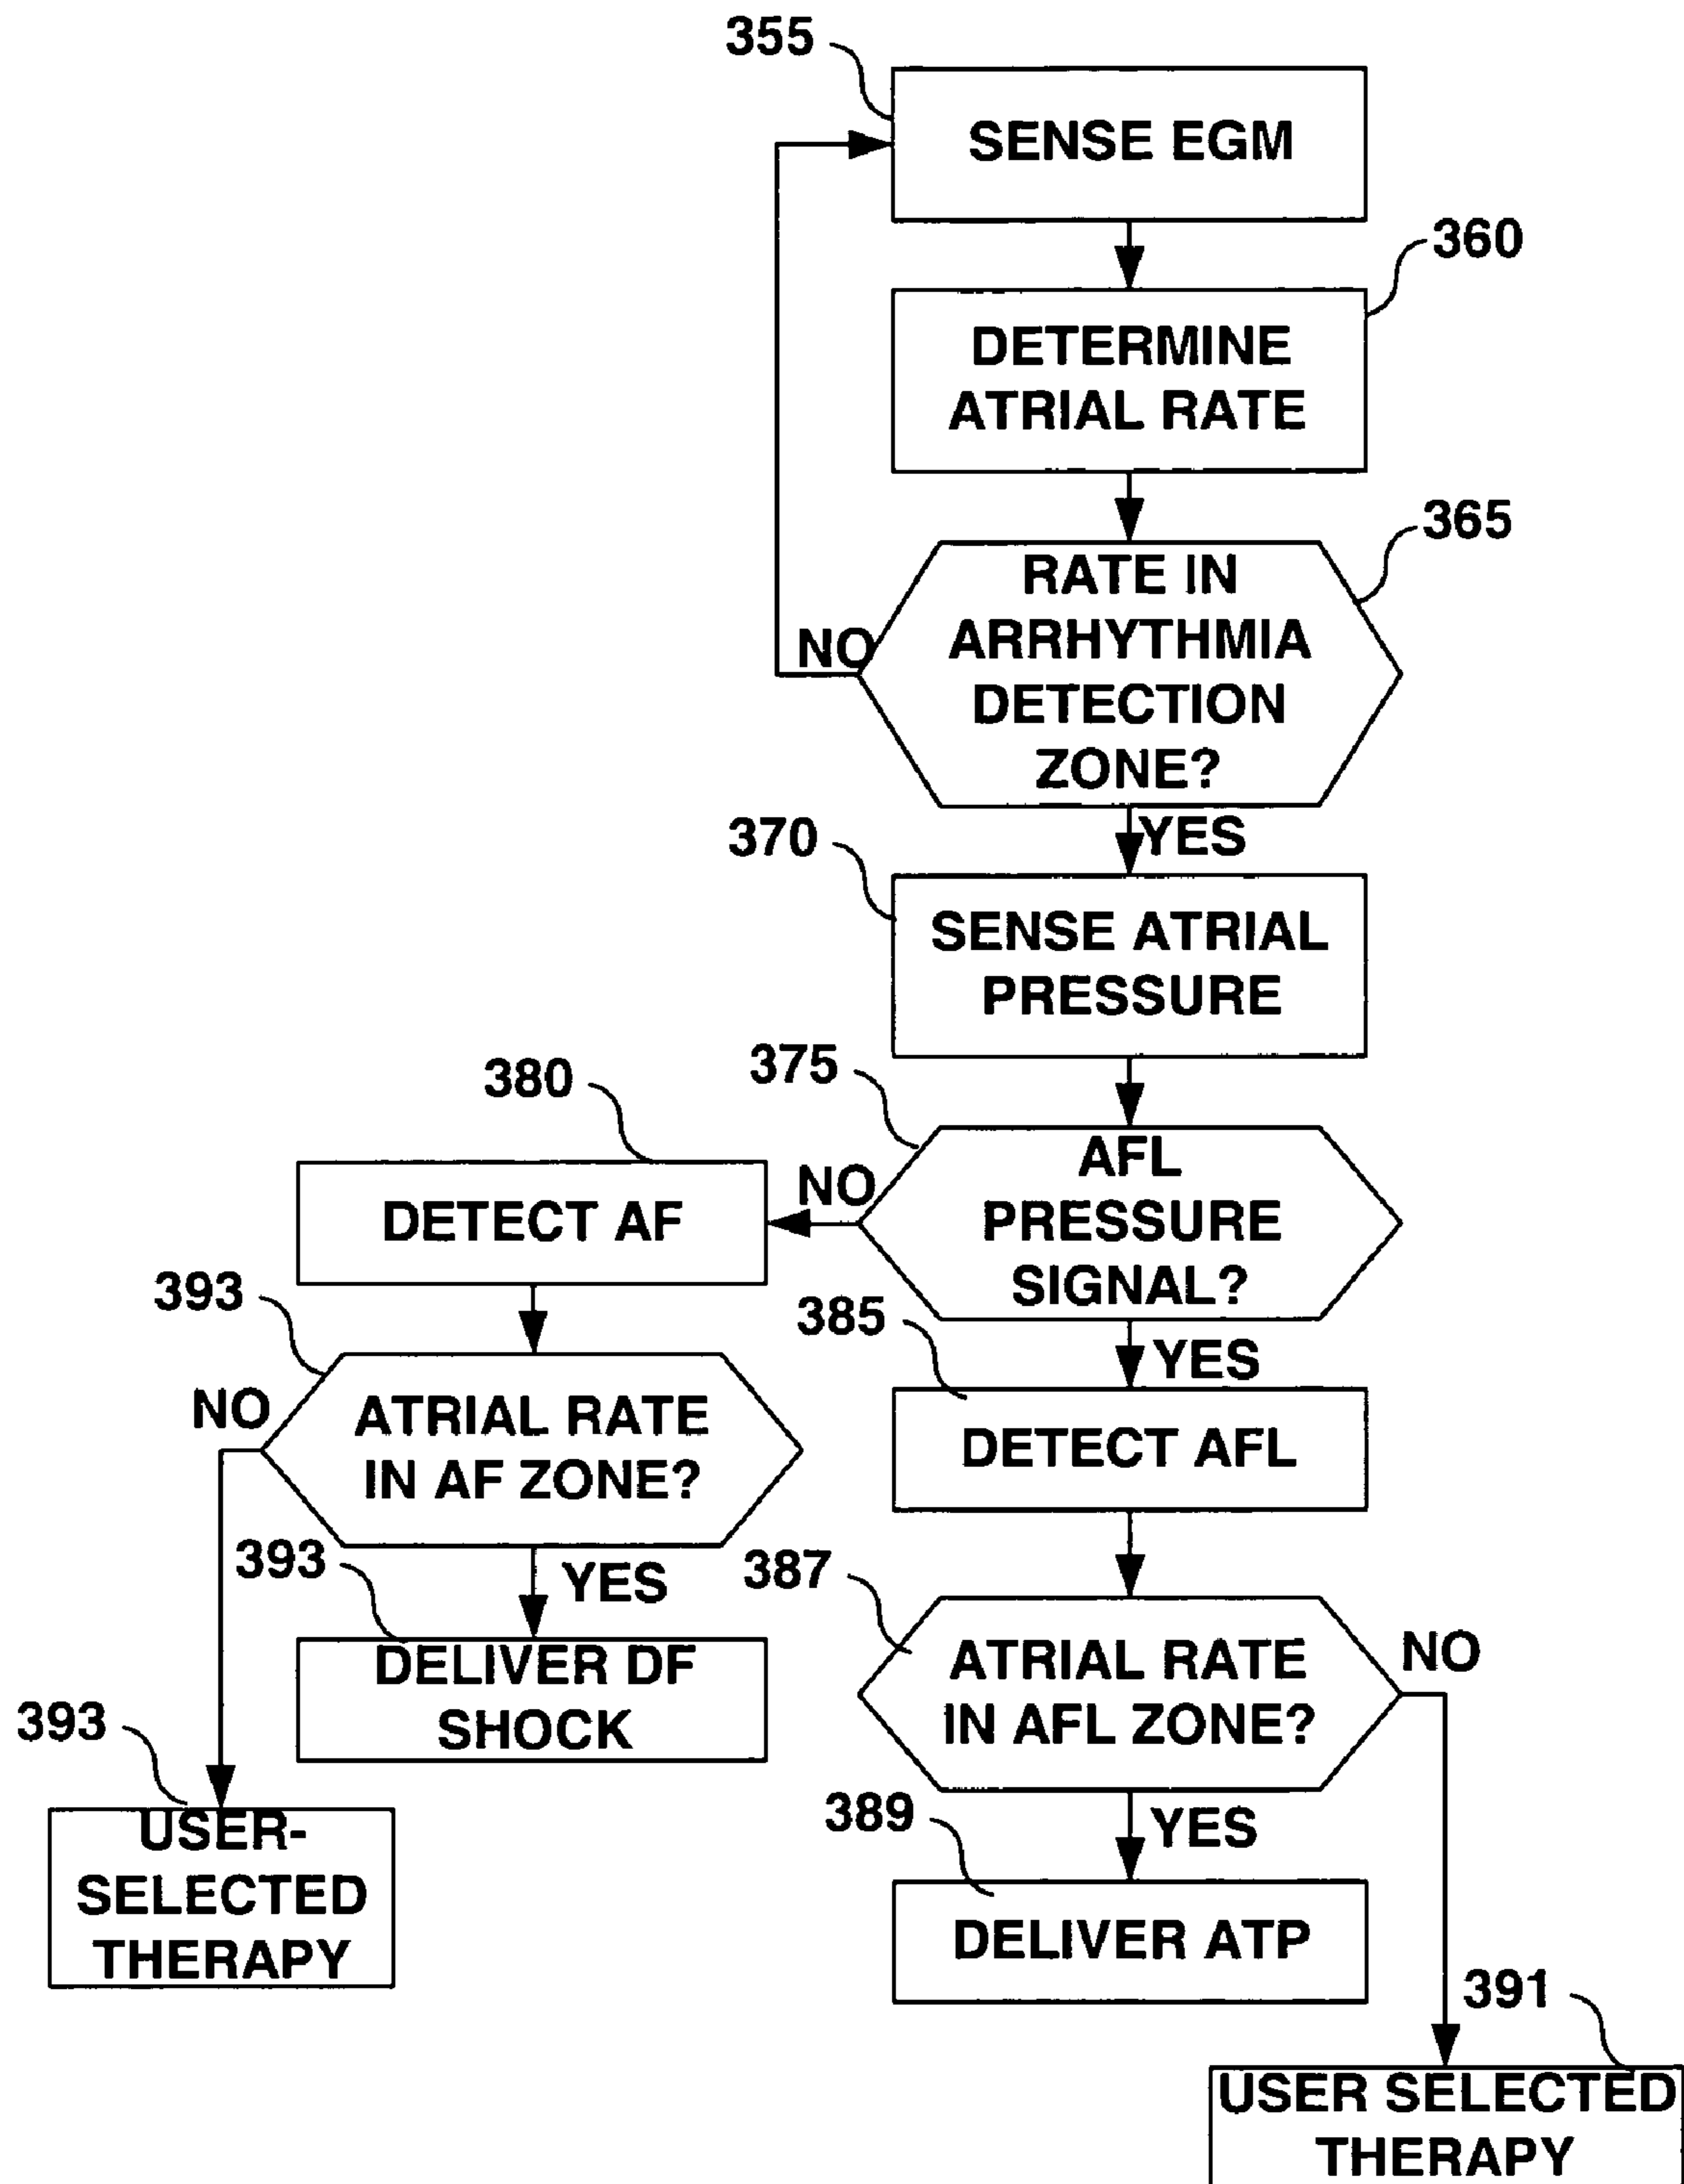 355
SENSE EGM
360
DETERMINE
ATRIAL RATE
365
RATE IN
ARRHYTHMIA
DETECTION
ZONE?
NO
YES
370
SENSE ATRIAL
PRESSURE
375
AFL
PRESSURE
SIGNAL?
NO
YES
380
DETECT AF
393
ATRIAL RATE
IN AF ZONE?
NO
YES
393
DELIVER DF
SHOCK
393
USER-
SELECTED
THERAPY
385
DETECT AFL
387
ATRIAL RATE
IN AFL ZONE?
NO
YES
389
DELIVER ATP
391
USER SELECTED
THERAPY